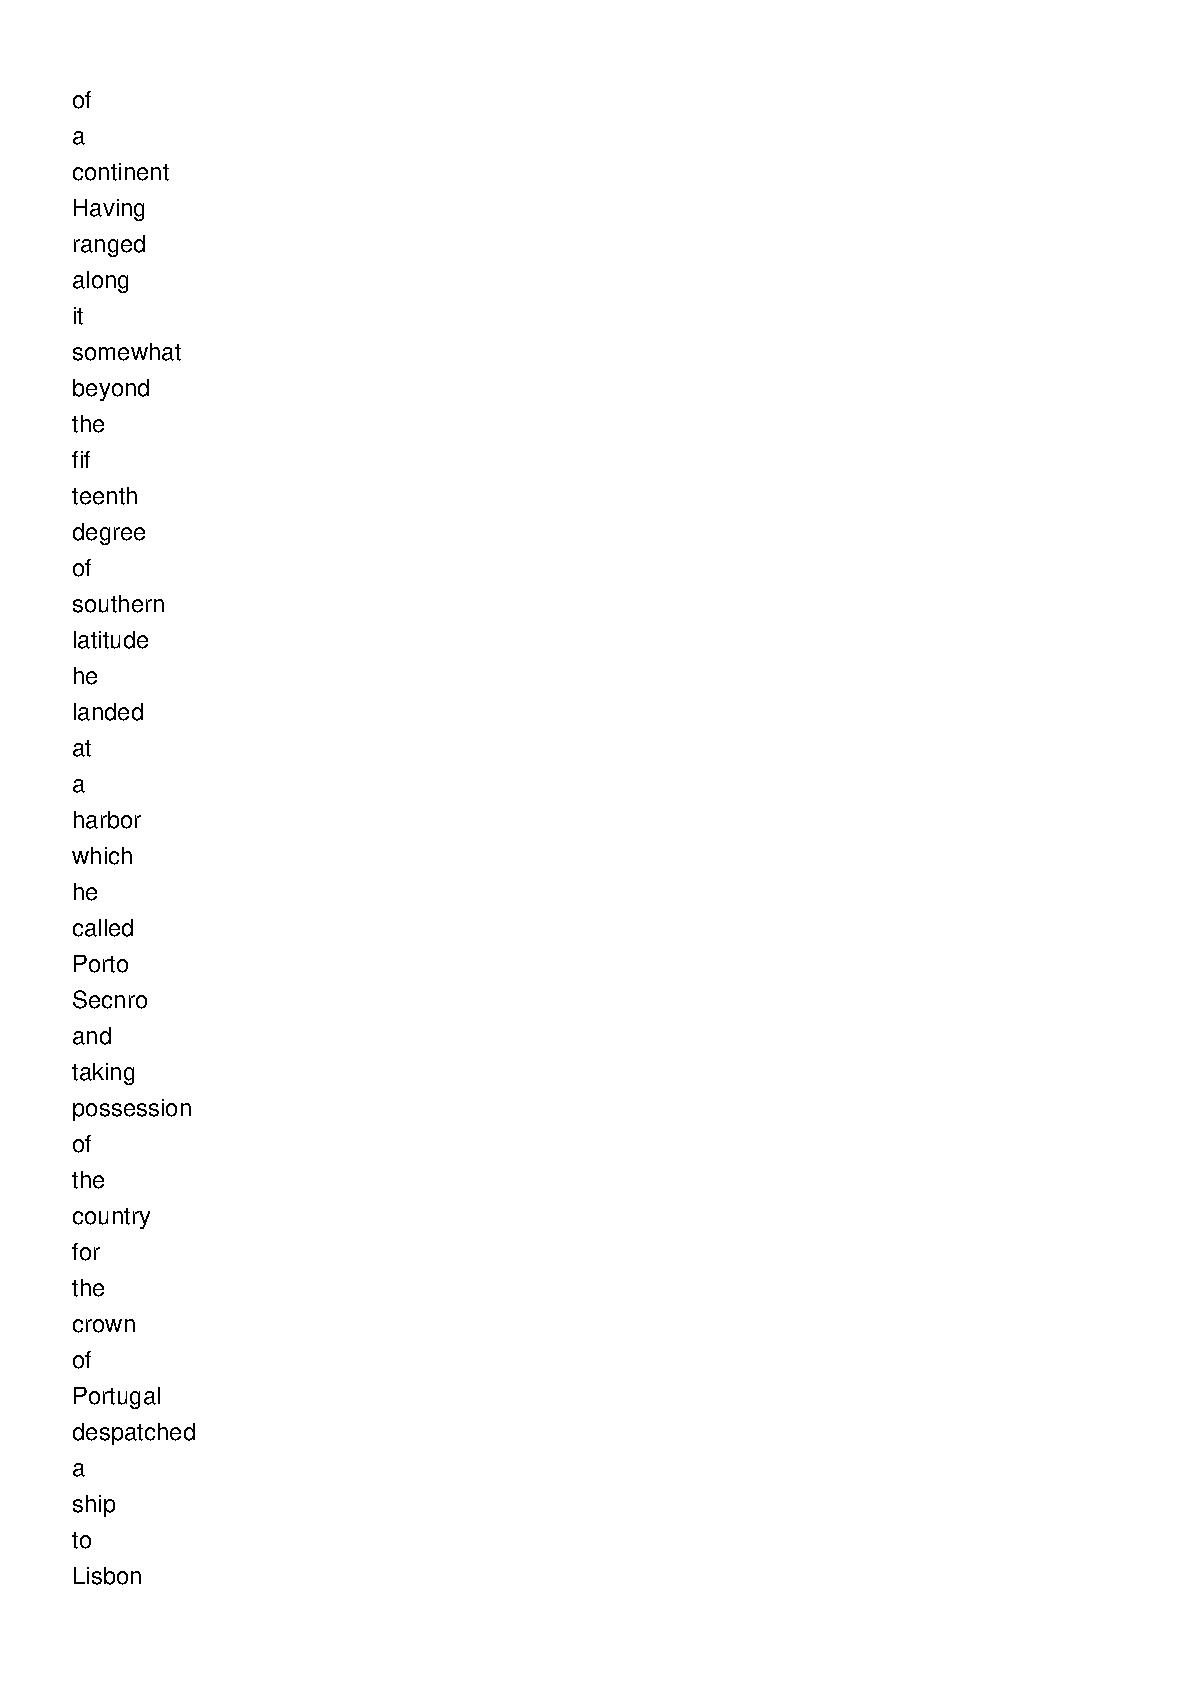 of
a
continent
Having
ranged
along
it
somewhat
beyond
the
fif
teenth
degree
of
southern
latitude
he
landed
at
a
harbor
which
he
called
Porto
Secnro
and
taking
possession
of
the
country
for
the
crown
of
Portugal
despatched
a
ship
to
Lisbon